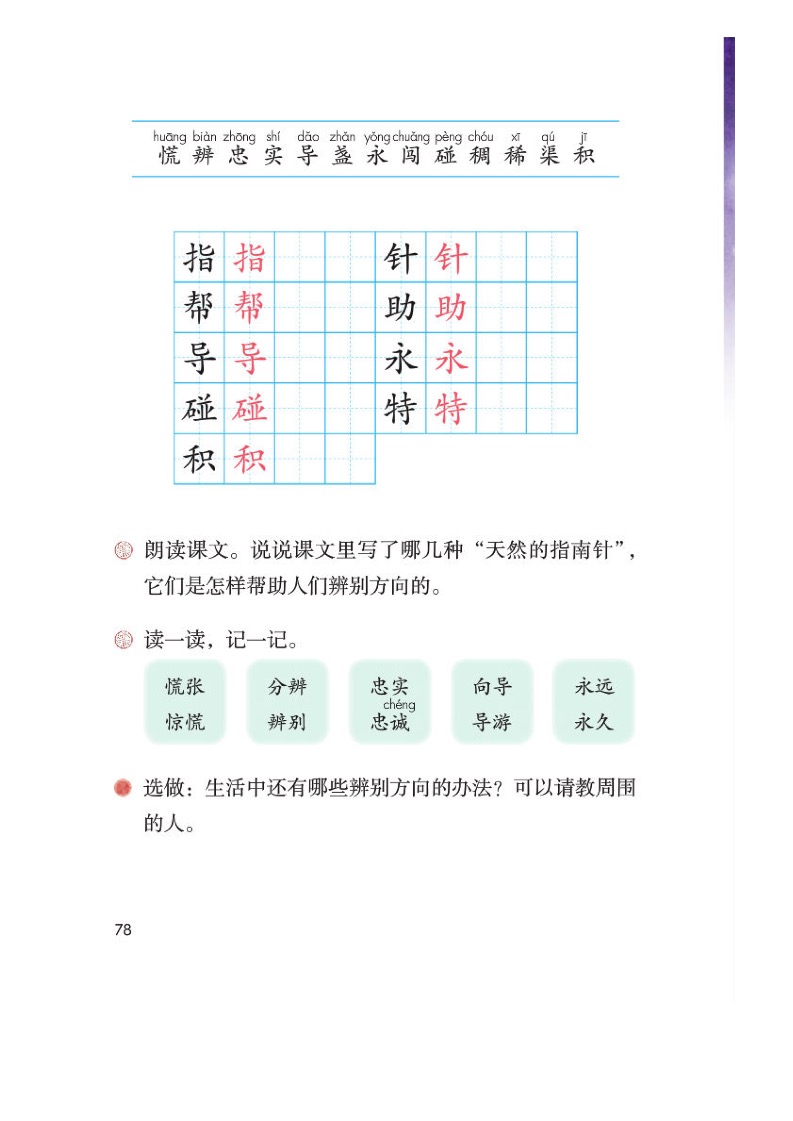 huāng biàn zhōng shí dǎo zhǎn yǒng chuǎng pèng chóu xī qú jī
慌 辨 忠 实 导 盏 永 闯 碰 稠 稀 渠 积
指 指 针 针
帮 帮 助 助
导 导 永 永
碰 碰 特 特
积 积
朗读课文。说说课文里写了哪几种“天然的指南针”，
它们是怎样帮助人们辨别方向的。
读一读，记一记。
慌张 分辨 忠实 向导 永远
chéng
惊慌 辨别 忠诚 导游 永久
选做：生活中还有哪些辨别方向的办法？可以请教周围
的人。
78